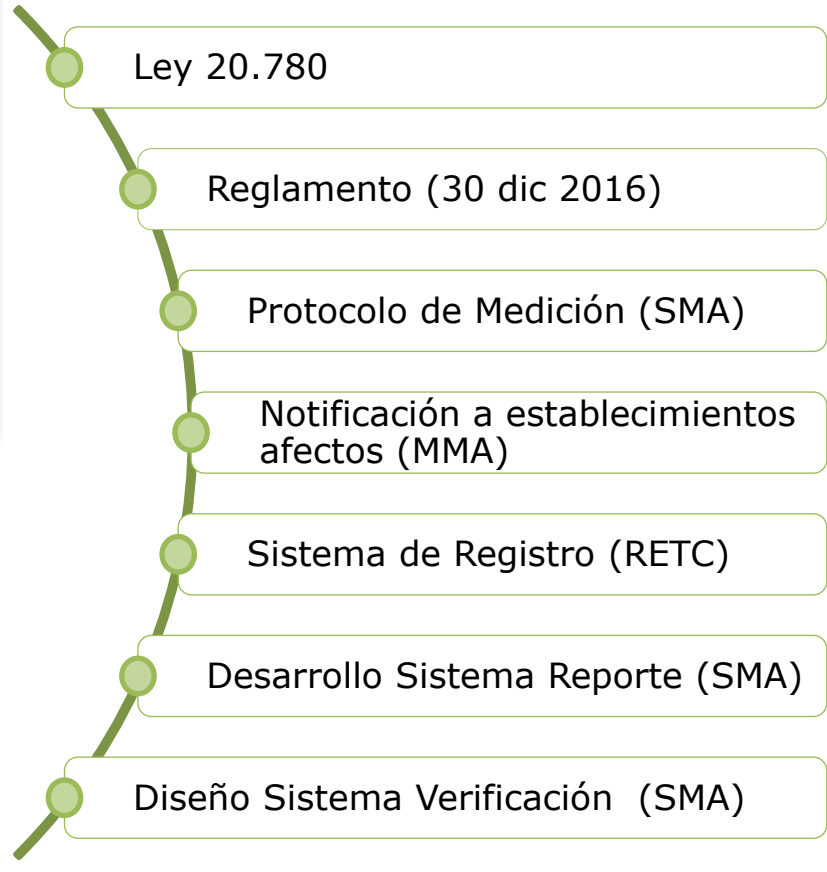 Ley 20.780
Reglamento (30 dic 2016)
Protocolo de Medición (SMA)
Notificación a establecimientos
afectos (MMA)
Sistema de Registro (RETC)
Desarrollo Sistema Reporte (SMA)
Diseño Sistema Verificación (SMA)